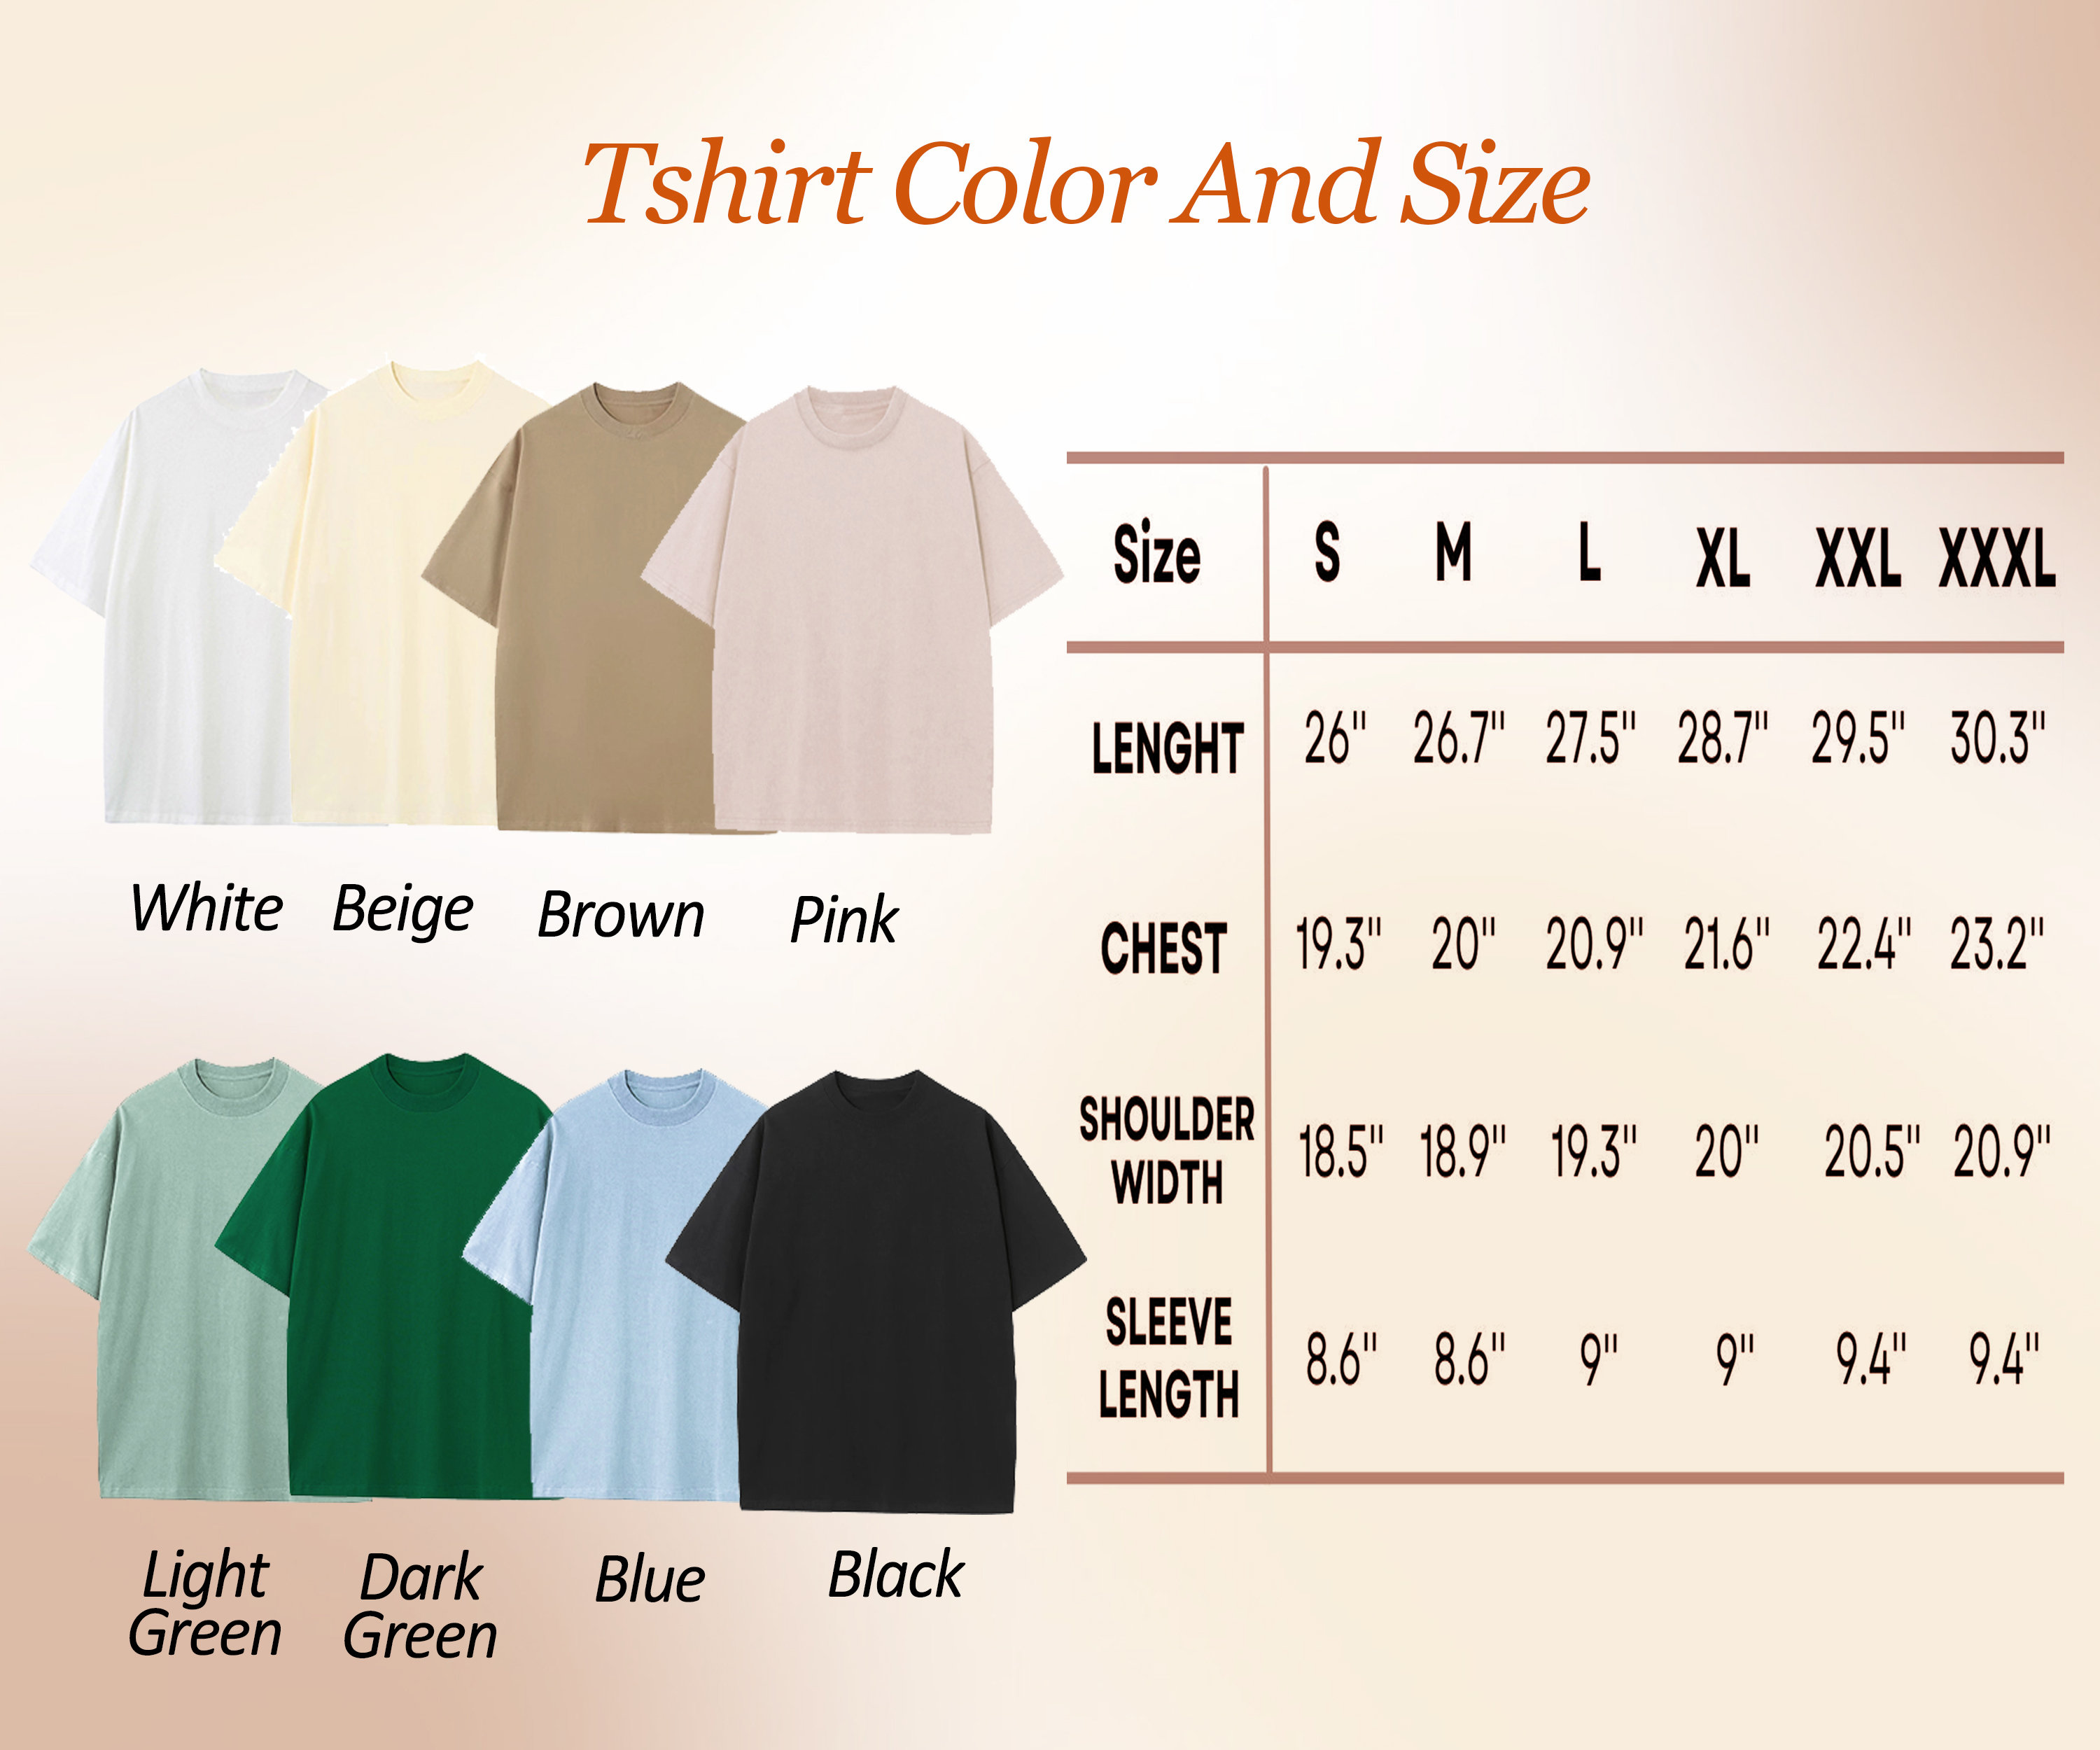 Tshirt Color And Size
White Beige Brown Pink
Light Green Dark Green Blue Black
Size S M L XL XXL XXXL
LENGHT 26" 26.7" 27.5" 28.7" 29.5" 30.3"
CHEST 19.3" 20" 20.9" 21.6" 22.4" 23.2"
SHOULDER WIDTH 18.5" 18.9" 19.3" 20" 20.5" 20.9"
SLEEVE LENGTH 8.6" 8.6" 9" 9" 9.4" 9.4"